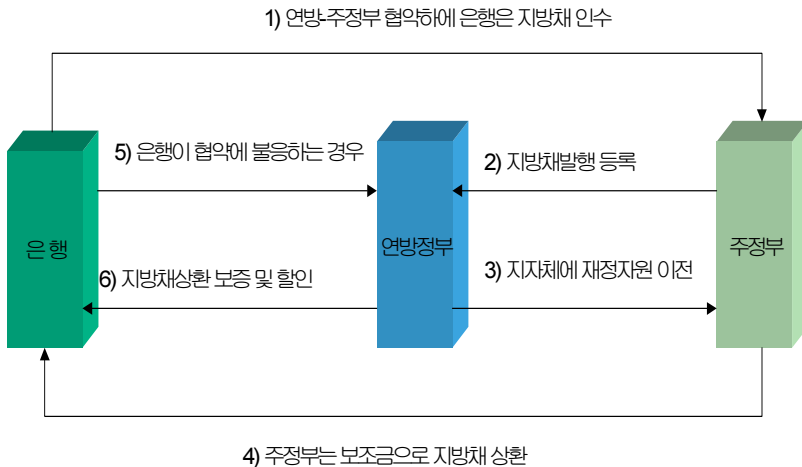 1) 연방-주정부 협약하에 은행은 지방채 인수
5) 은행이 협약에 불응하는 경우
2) 지방채발행 등록
은행
연방정부
주정부
3) 지자체에 재정자원 이전
6) 지방채상환 보증 및 할인
4) 주정부는 보조금으로 지방채 상환